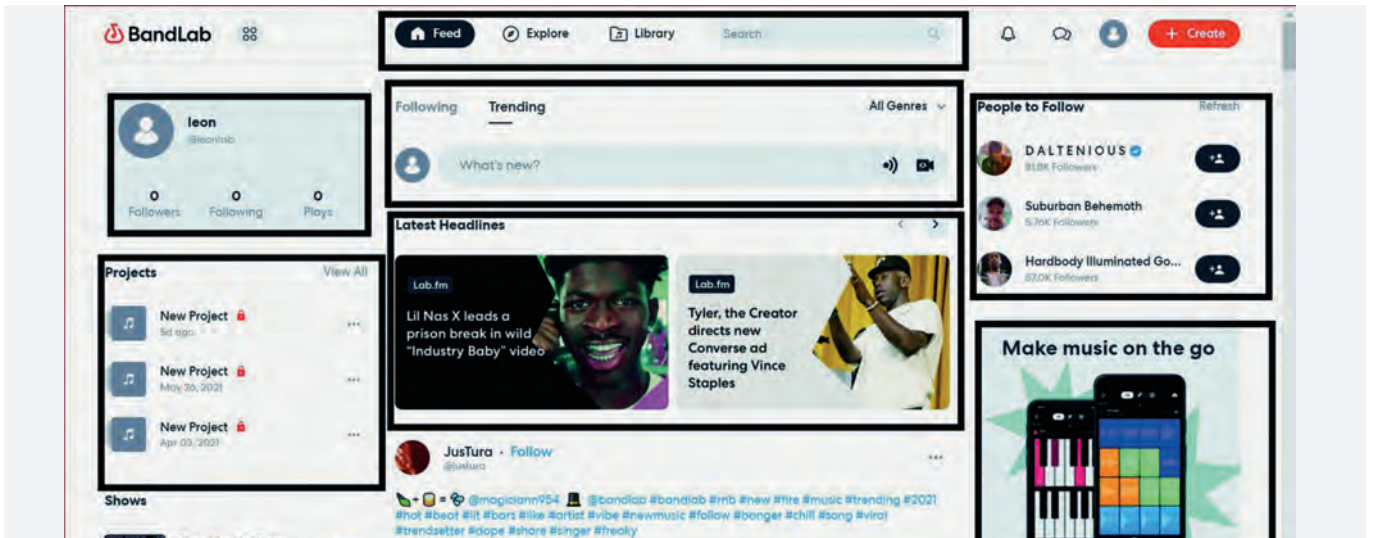 BandLab
Feed Explore Library Search
+ Create
leon
@leonhsb
0 0 0
Followers Following Plays
Projects View All
New Project
5d ago
New Project
May 26, 2021
New Project
Apr 03, 2021
Shows
Following Trending All Genres
What's new?
Latest Headlines
Lab.fm
Lil Nas X leads a
prison break in wild
"Industry Baby" video
Lab.fm
Tyler, the Creator
directs new
Converse ad
featuring Vince
Staples
JusTura · Follow
@justura
@magiciann954 @bandlab #bandlab #rnb #new #fire #music #trending #2021
#hot #beat #lit #bars #like #artist #vibe #newmusic #follow #banger #chill #song #viral
#trendsetter #dope #share #singer #freaky
People to Follow Refresh
DALTENIOUS
81.8K Followers
Suburban Behemoth
5.70K Followers
Hardbody Illuminated Go...
67.0K Followers
Make music on the go